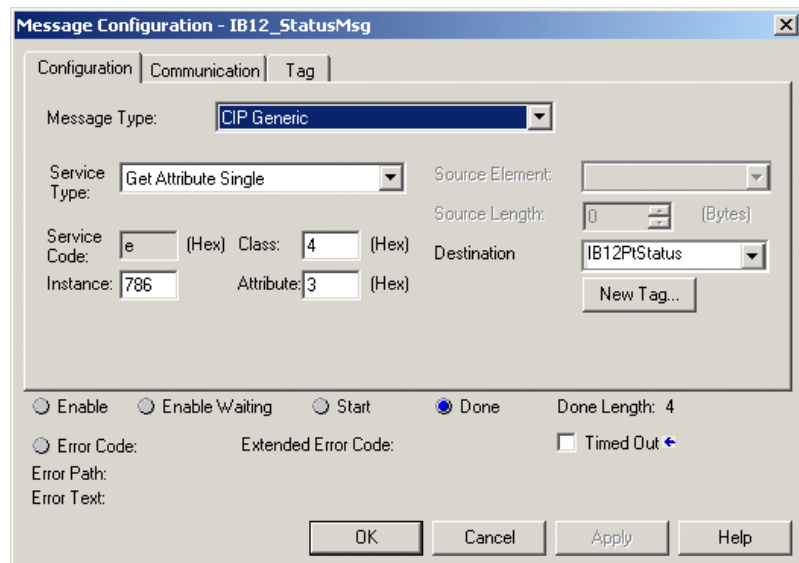 Message Configuration - IB12_StatusMsg
Configuration Communication Tag
Message Type: CIP Generic
Service Type: Get Attribute Single
Source Element:
Source Length: 0 (Bytes)
Service Code: e (Hex) Class: 4 (Hex)
Destination IB12PtStatus
Instance: 786 Attribute: 3 (Hex)
New Tag...
Enable Enable Waiting Start Done Done Length: 4
Error Code: Extended Error Code: Timed Out
Error Path:
Error Text:
OK Cancel Apply Help